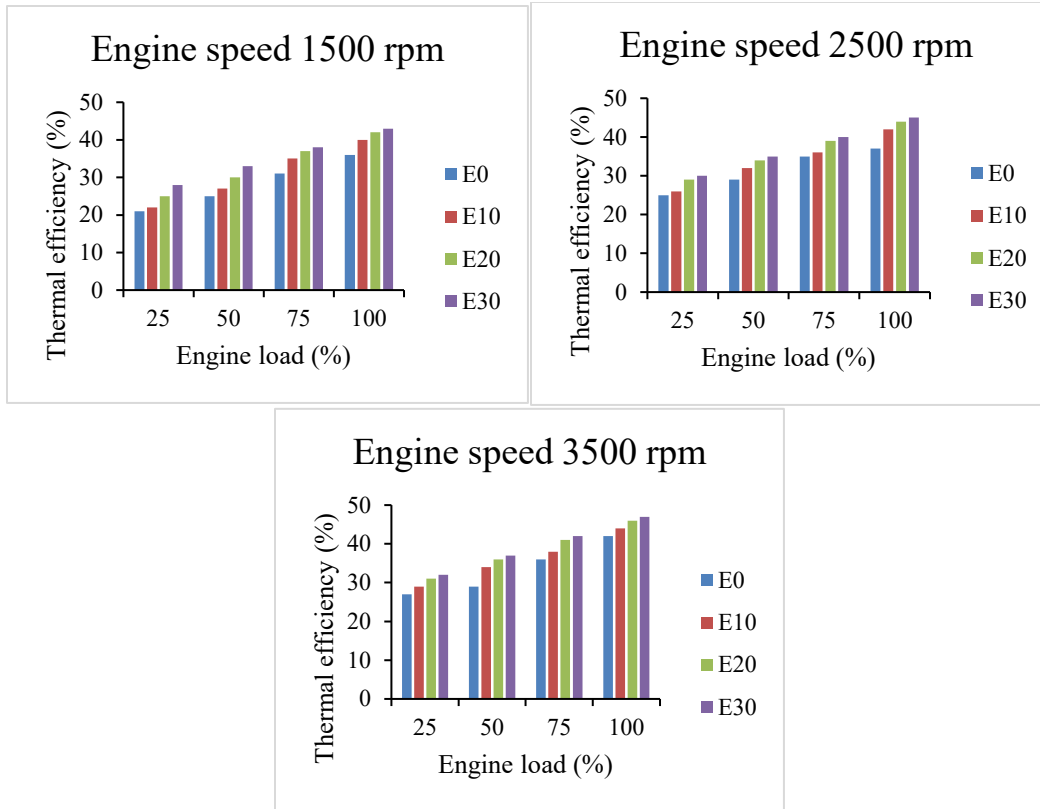 Engine speed 1500 rpm
Thermal efficiency (%)
50
40
30
20
10
0
25 50 75 100
Engine load (%)
E0
E10
E20
E30
Engine speed 2500 rpm
Thermal efficiency (%)
50
40
30
20
10
0
25 50 75 100
Engine load (%)
E0
E10
E20
E30
Engine speed 3500 rpm
Thermal efficiency (%)
50
40
30
20
10
0
25 50 75 100
Engine load (%)
E0
E10
E20
E30